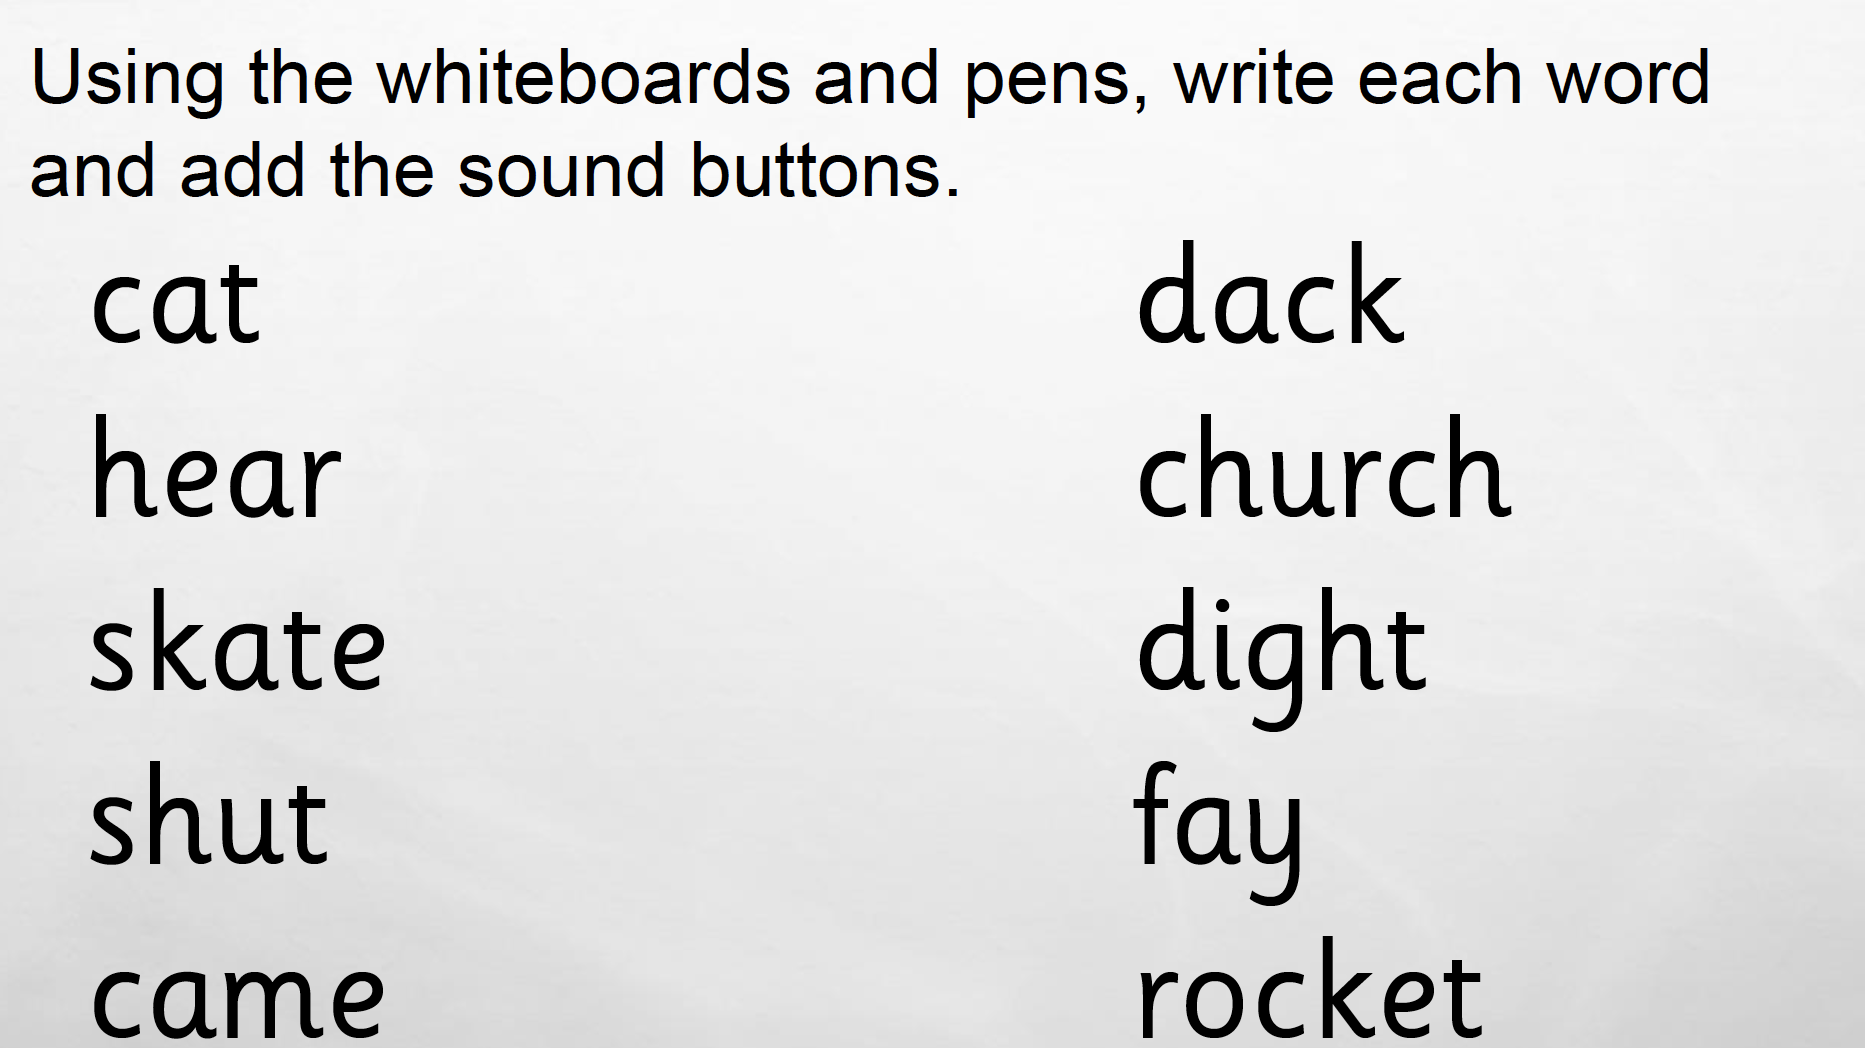 Using the whiteboards and pens, write each word
and add the sound buttons.
cat
hear
skate
shut
came
dack
church
dight
fay
rocket